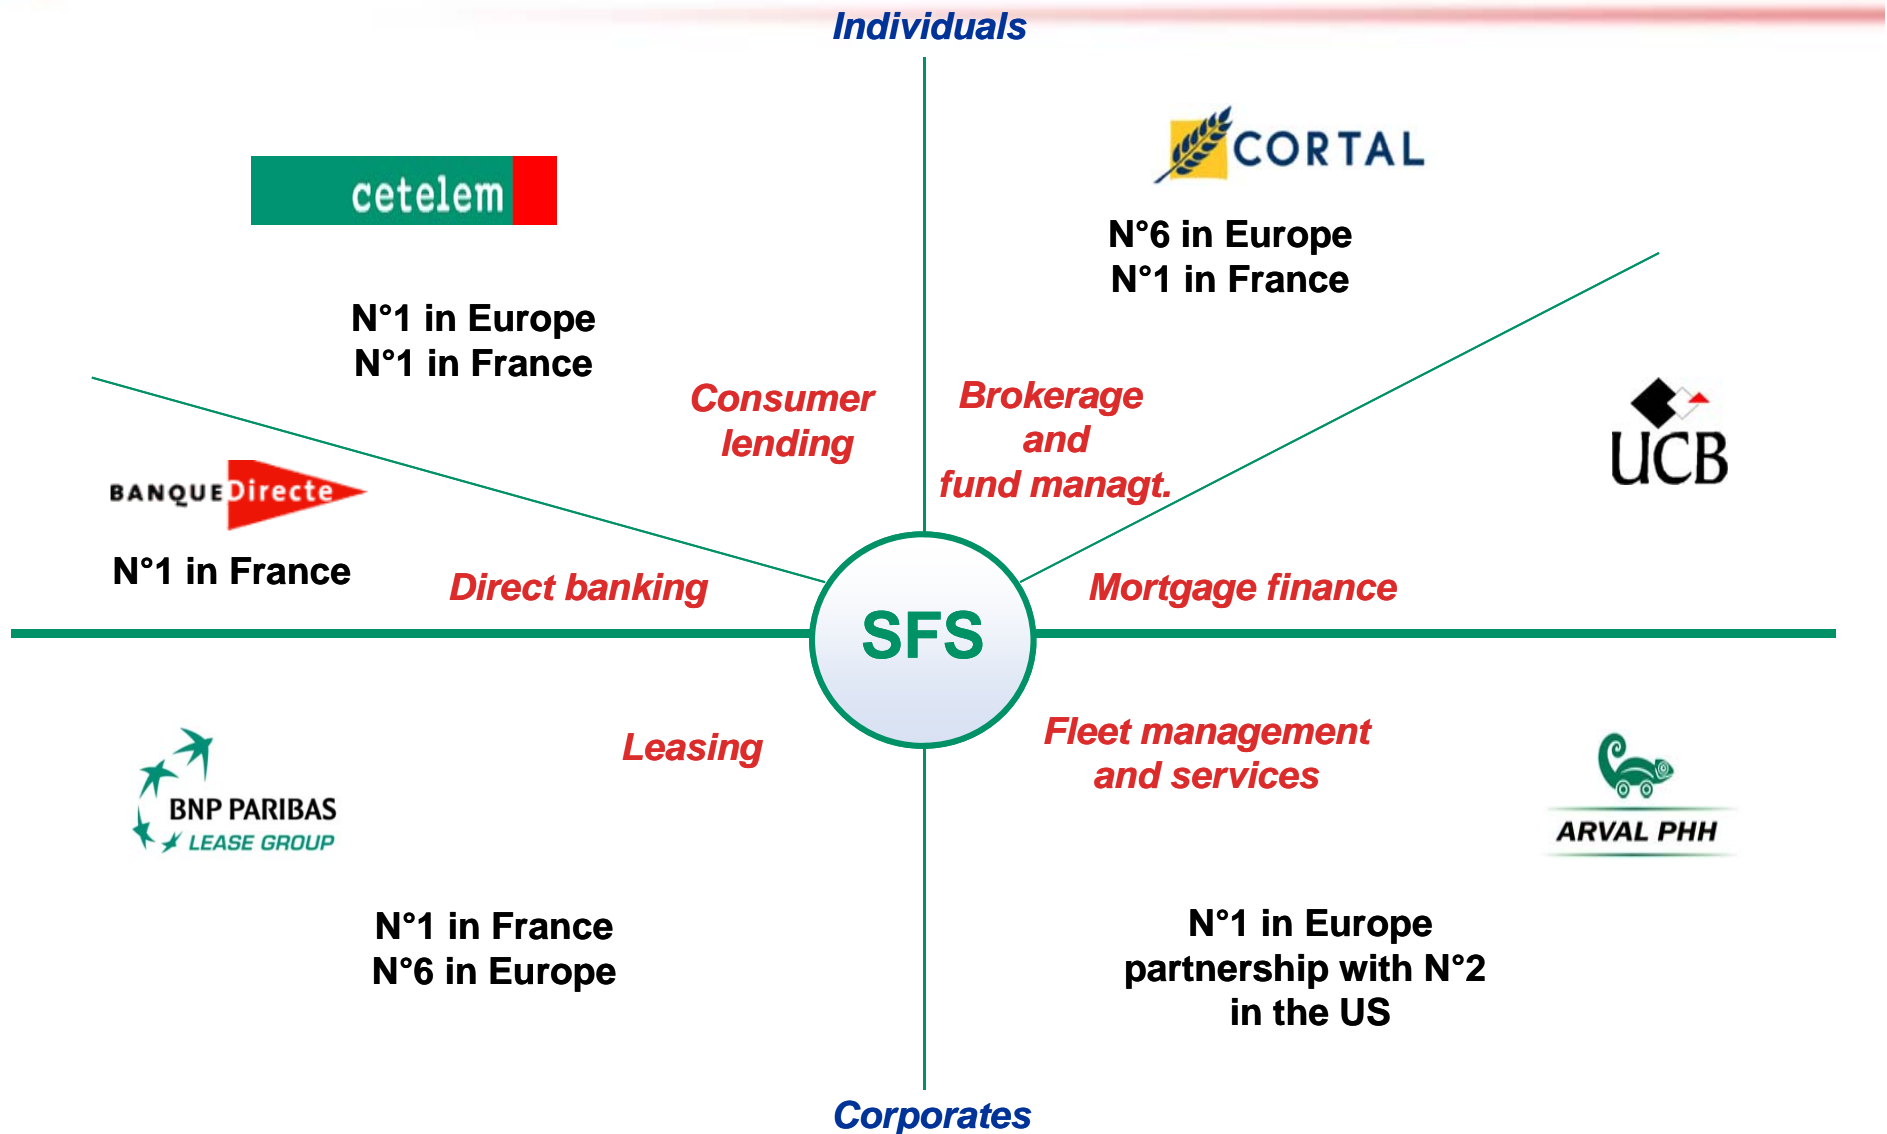 Individuals
cetelem
N°1 in Europe
N°1 in France
Consumer
lending
CORTAL
N°6 in Europe
N°1 in France
Brokerage
and
fund managt.
BANQUE Directe
N°1 in France
Direct banking
UCB
Mortgage finance
SFS
BNP PARIBAS
LEASE GROUP
Leasing
N°1 in France
N°6 in Europe
Fleet management
and services
ARVAL PHH
N°1 in Europe
partnership with N°2
in the US
Corporates